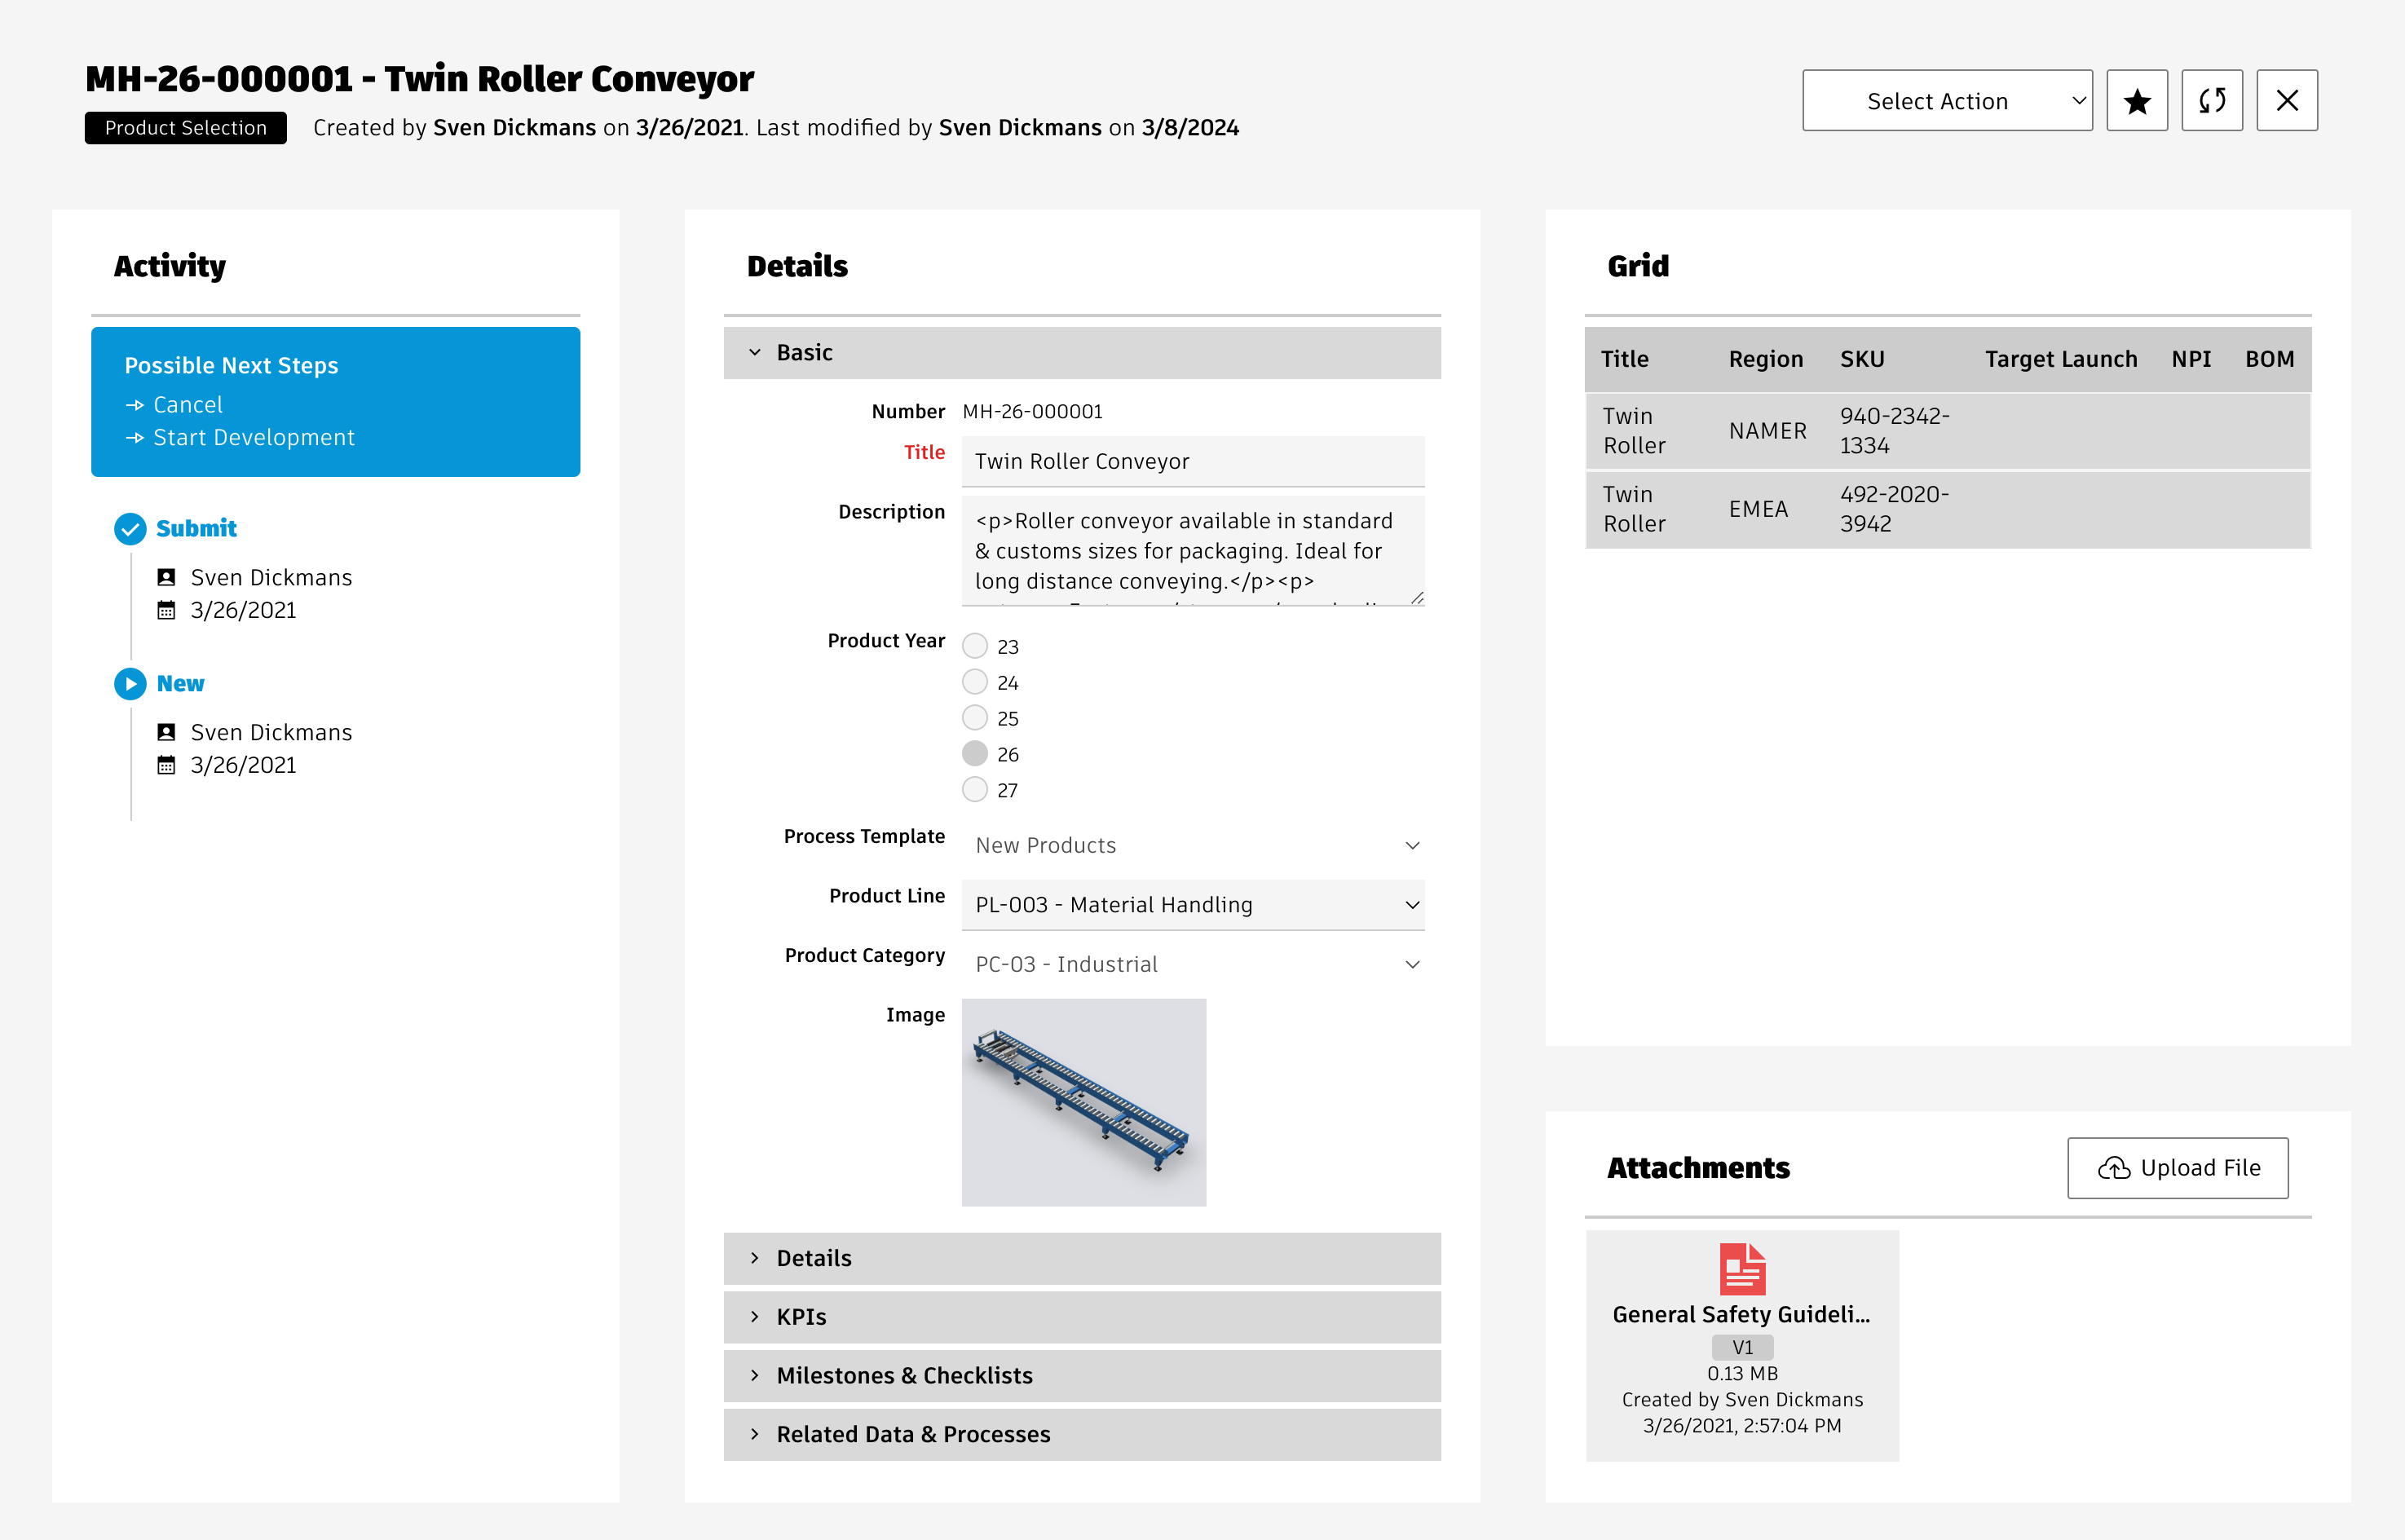 MH-26-000001 - Twin Roller Conveyor
Product Selection Created by Sven Dickmans on 3/26/2021. Last modified by Sven Dickmans on 3/8/2024
Select Action
Activity
Possible Next Steps
Cancel
Start Development
Submit
Sven Dickmans
3/26/2021
New
Sven Dickmans
3/26/2021
Details
Basic
Number MH-26-000001
Title Twin Roller Conveyor
Description <p>Roller conveyor available in standard
& customs sizes for packaging. Ideal for
long distance conveying.</p><p>
Product Year 23
24
25
26
27
Process Template New Products
Product Line PL-003 - Material Handling
Product Category PC-03 - Industrial
Image
Details
KPIs
Milestones & Checklists
Related Data & Processes
Grid
Title Region SKU Target Launch NPI BOM
Twin
Roller
NAMER
940-2342-
1334
Twin
Roller
EMEA
492-2020-
3942
Attachments
Upload File
General Safety Guideli...
V1
0.13 MB
Created by Sven Dickmans
3/26/2021, 2:57:04 PM